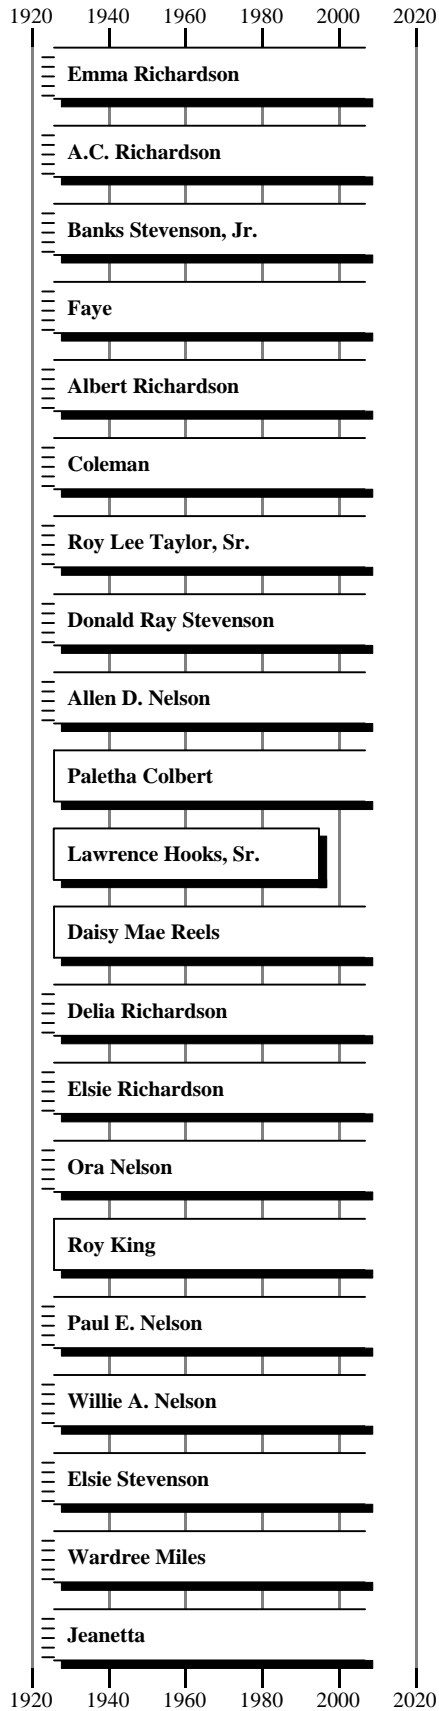 1920 1940 1960 1980 2000 2020
Emma Richardson
A.C. Richardson
Banks Stevenson, Jr.
Faye
Albert Richardson
Coleman
Roy Lee Taylor, Sr.
Donald Ray Stevenson
Allen D. Nelson
Paletha Colbert
Lawrence Hooks, Sr.
Daisy Mae Reels
Delia Richardson
Elsie Richardson
Ora Nelson
Roy King
Paul E. Nelson
Willie A. Nelson
Elsie Stevenson
Wardree Miles
Jeanetta
1920 1940 1960 1980 2000 2020